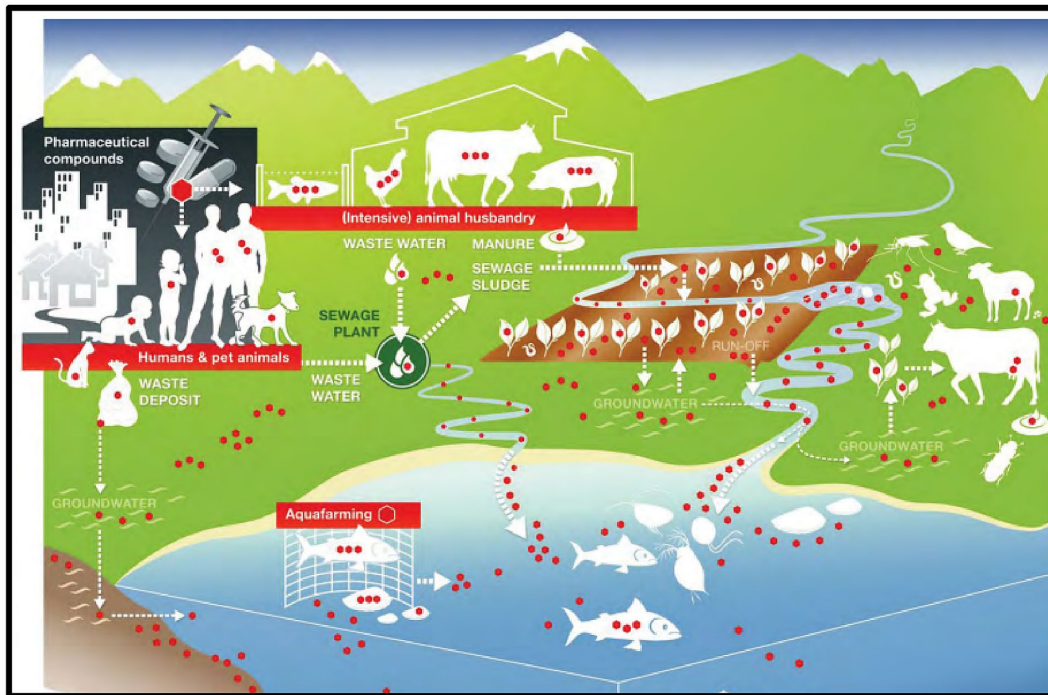 Pharmaceutical
compounds
(Intensive) animal husbandry
WASTE WATER
MANURE
SEWAGE
SLUDGE
SEWAGE
PLANT
RUN-OFF
Humans & pet animals
WASTE
DEPOSIT
WASTE
WATER
GROUNDWATER
GROUNDWATER
GROUNDWATER
Aquafarming